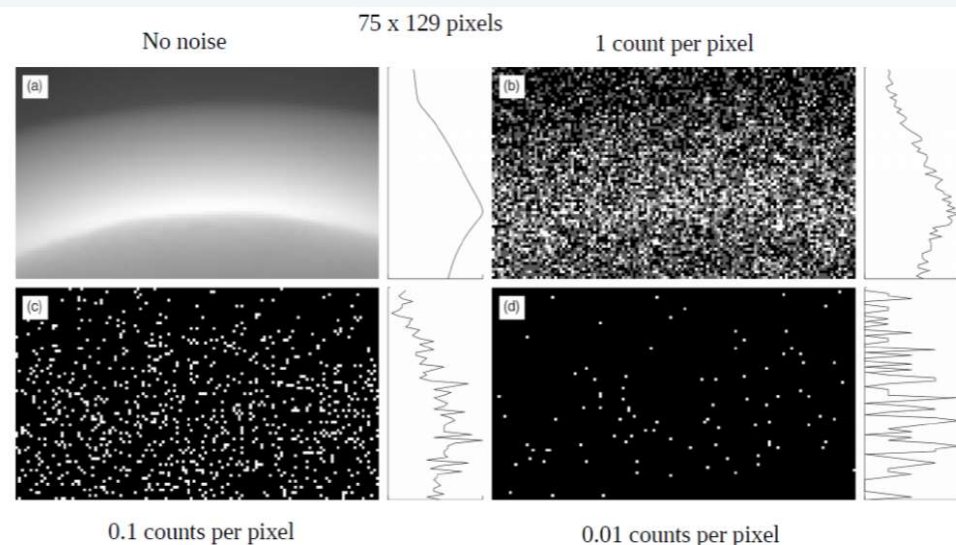 75 x 129 pixels
No noise
1 count per pixel
(a)
(b)
(c)
(d)
0.1 counts per pixel
0.01 counts per pixel